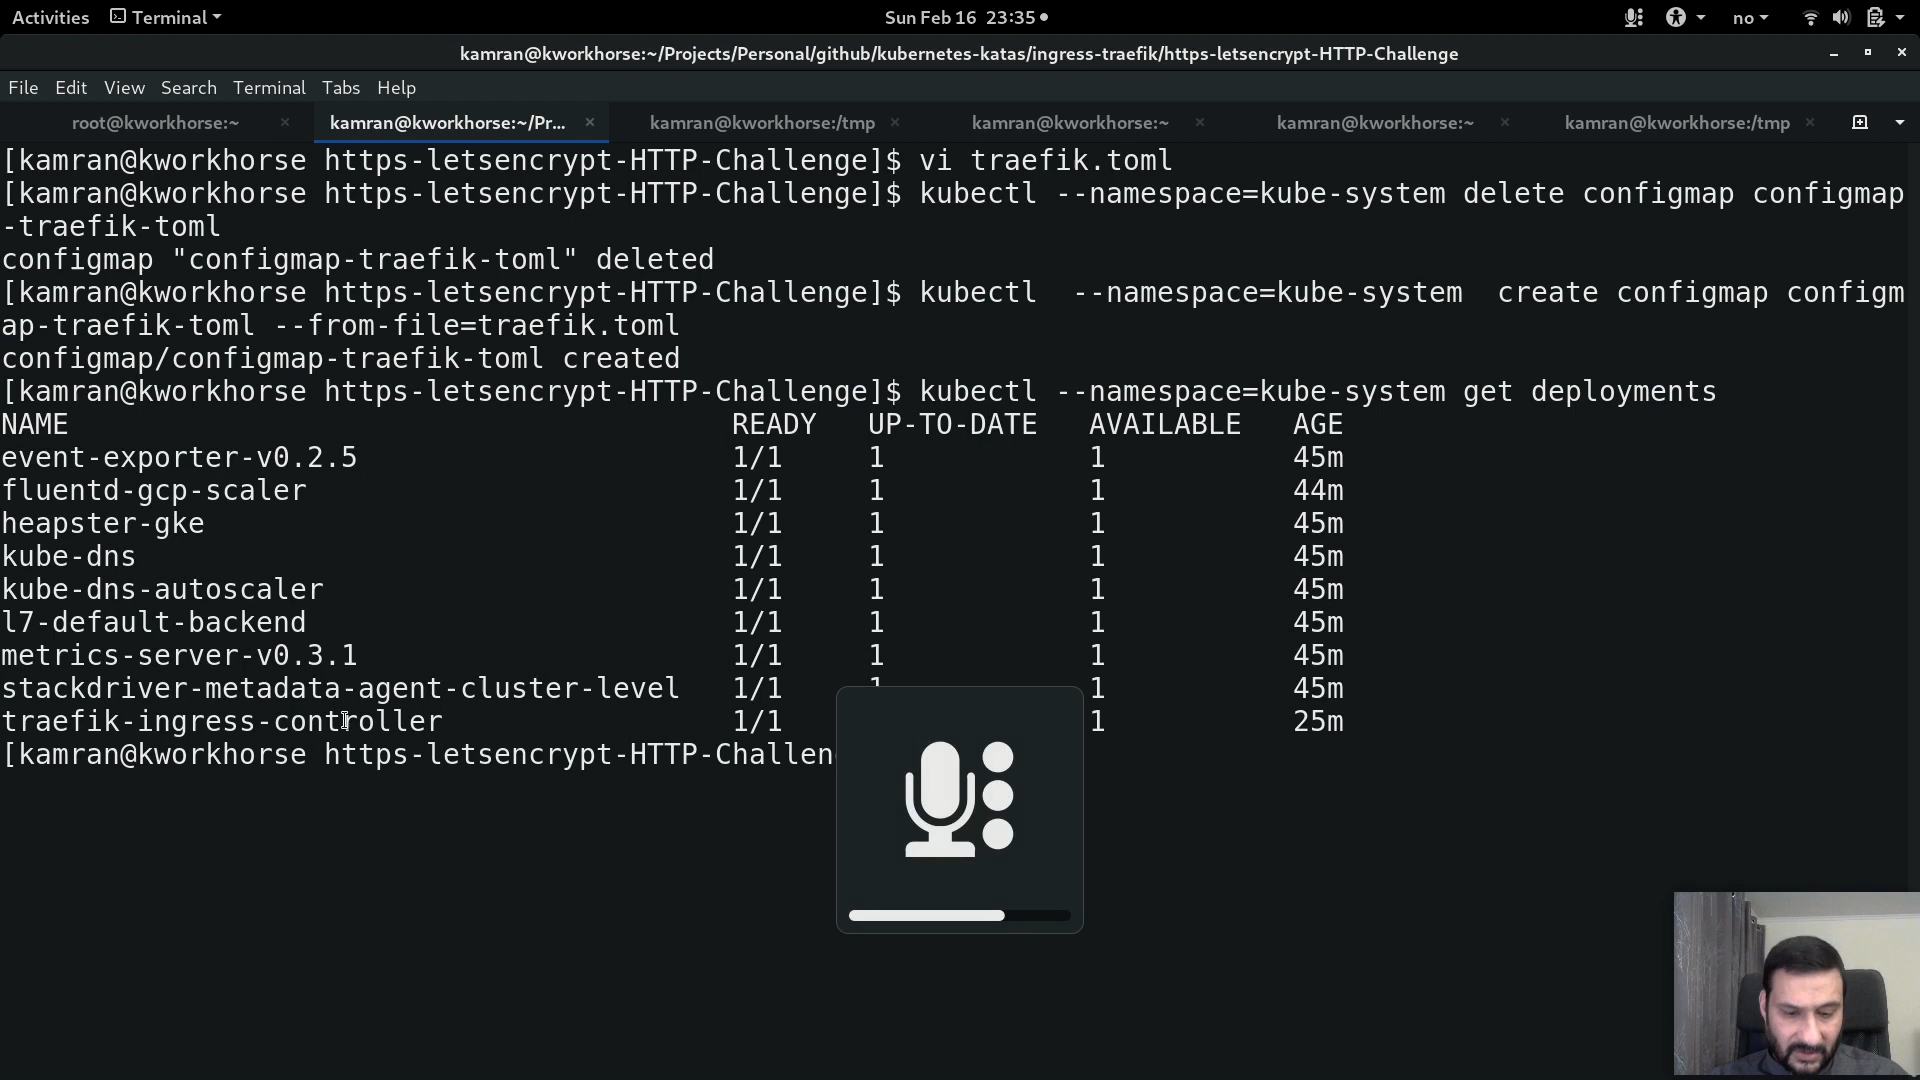 Activities Terminal Sun Feb 16 23:35 no
kamran@kworkhorse:~/Projects/Personal/github/kubernetes-katas/ingress-traefik/https-letsencrypt-HTTP-Challenge
File Edit View Search Terminal Tabs Help
root@kworkhorse:~ kamran@kworkhorse:~/Pr... kamran@kworkhorse:/tmp kamran@kworkhorse:~ kamran@kworkhorse:~ kamran@kworkhorse:/tmp
[kamran@kworkhorse https-letsencrypt-HTTP-Challenge]$ vi traefik.toml
[kamran@kworkhorse https-letsencrypt-HTTP-Challenge]$ kubectl --namespace=kube-system delete configmap configmap
-traefik-toml
configmap "configmap-traefik-toml" deleted
[kamran@kworkhorse https-letsencrypt-HTTP-Challenge]$ kubectl  --namespace=kube-system  create configmap configm
ap-traefik-toml --from-file=traefik.toml
configmap/configmap-traefik-toml created
[kamran@kworkhorse https-letsencrypt-HTTP-Challenge]$ kubectl --namespace=kube-system get deployments
NAME READY UP-TO-DATE AVAILABLE AGE
event-exporter-v0.2.5 1/1 1 1 45m
fluentd-gcp-scaler 1/1 1 1 44m
heapster-gke 1/1 1 1 45m
kube-dns 1/1 1 1 45m
kube-dns-autoscaler 1/1 1 1 45m
l7-default-backend 1/1 1 1 45m
metrics-server-v0.3.1 1/1 1 1 45m
stackdriver-metadata-agent-cluster-level 1/1 1 1 45m
traefik-ingress-controller 1/1 1 25m
[kamran@kworkhorse https-letsencrypt-HTTP-Challen